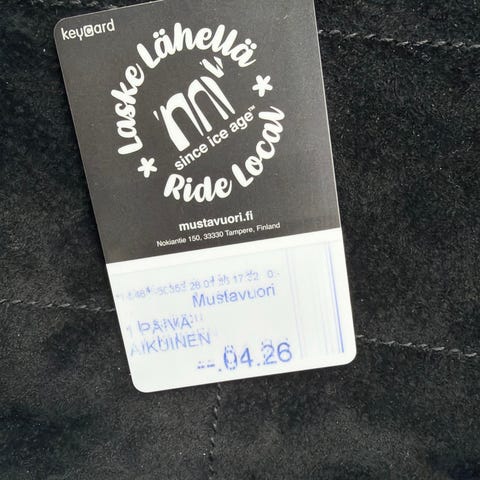 keycard
Laske Lähellä
since ice age™
Ride Local
mustavuori.fi
Nokiantie 150, 33330 Tampere, Finland
Mustavuori
PÄIVÄ
AIKUINEN
.04.26